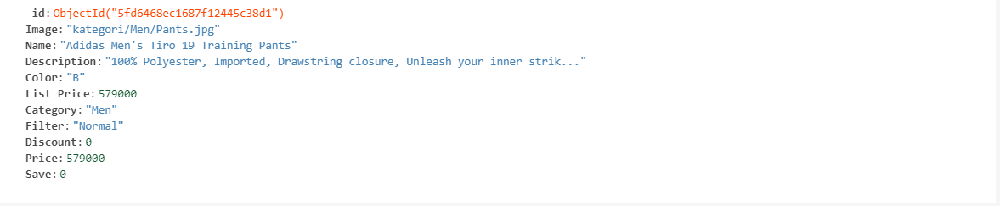 _id: ObjectId("5fd6468ec1687f12445c38d1")
Image: "kategori/Men/Pants.jpg"
Name: "Adidas Men's Tiro 19 Training Pants"
Description: "100% Polyester, Imported, Drawstring closure, Unleash your inner strik..."
Color: "B"
List Price: 579000
Category: "Men"
Filter: "Normal"
Discount: 0
Price: 579000
Save: 0